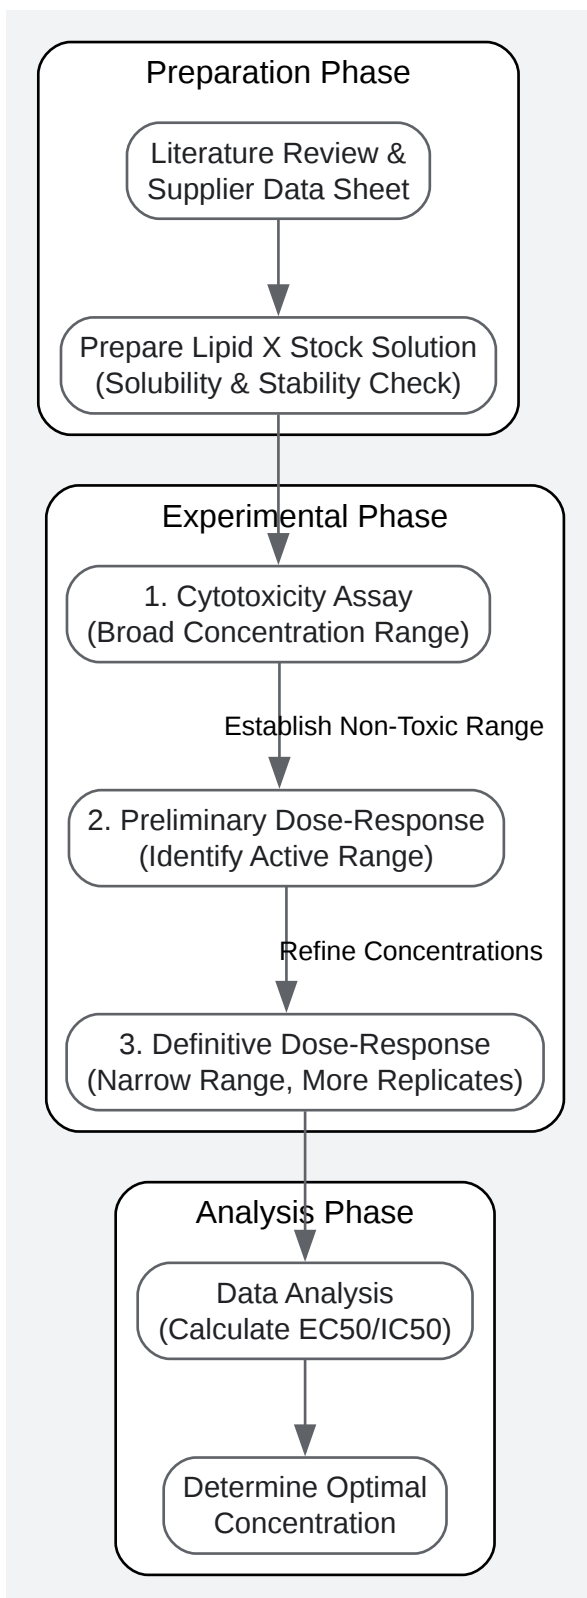 Preparation Phase
Literature Review &
Supplier Data Sheet
Prepare Lipid X Stock Solution
(Solubility & Stability Check)
Experimental Phase
1. Cytotoxicity Assay
(Broad Concentration Range)
Establish Non-Toxic Range
2. Preliminary Dose-Response
(Identify Active Range)
Refine Concentrations
3. Definitive Dose-Response
(Narrow Range, More Replicates)
Analysis Phase
Data Analysis
(Calculate EC50/IC50)
Determine Optimal
Concentration